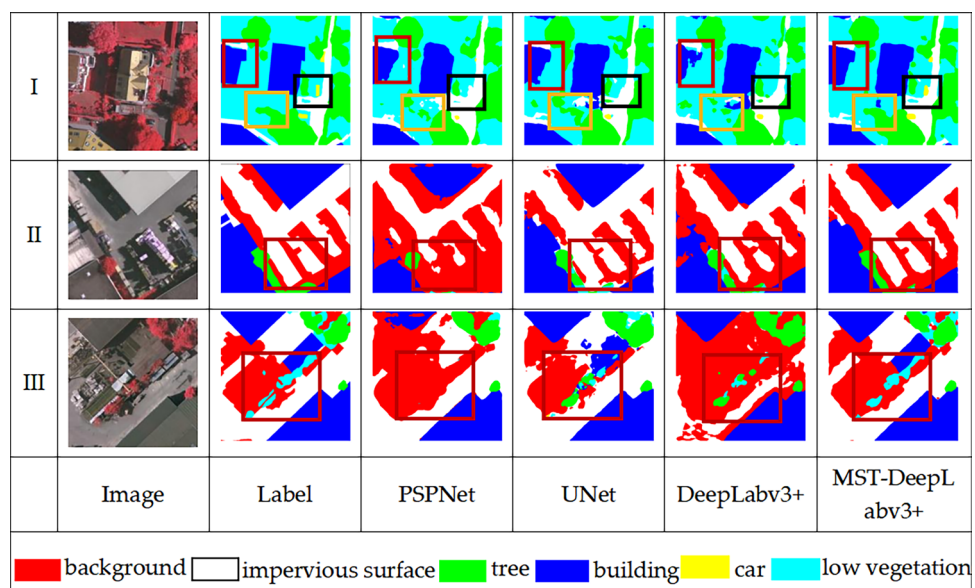 I
II
III
Image Label PSPNet UNet DeepLabv3+ MST-DeepL
abv3+
background impervious surface tree building car low vegetation